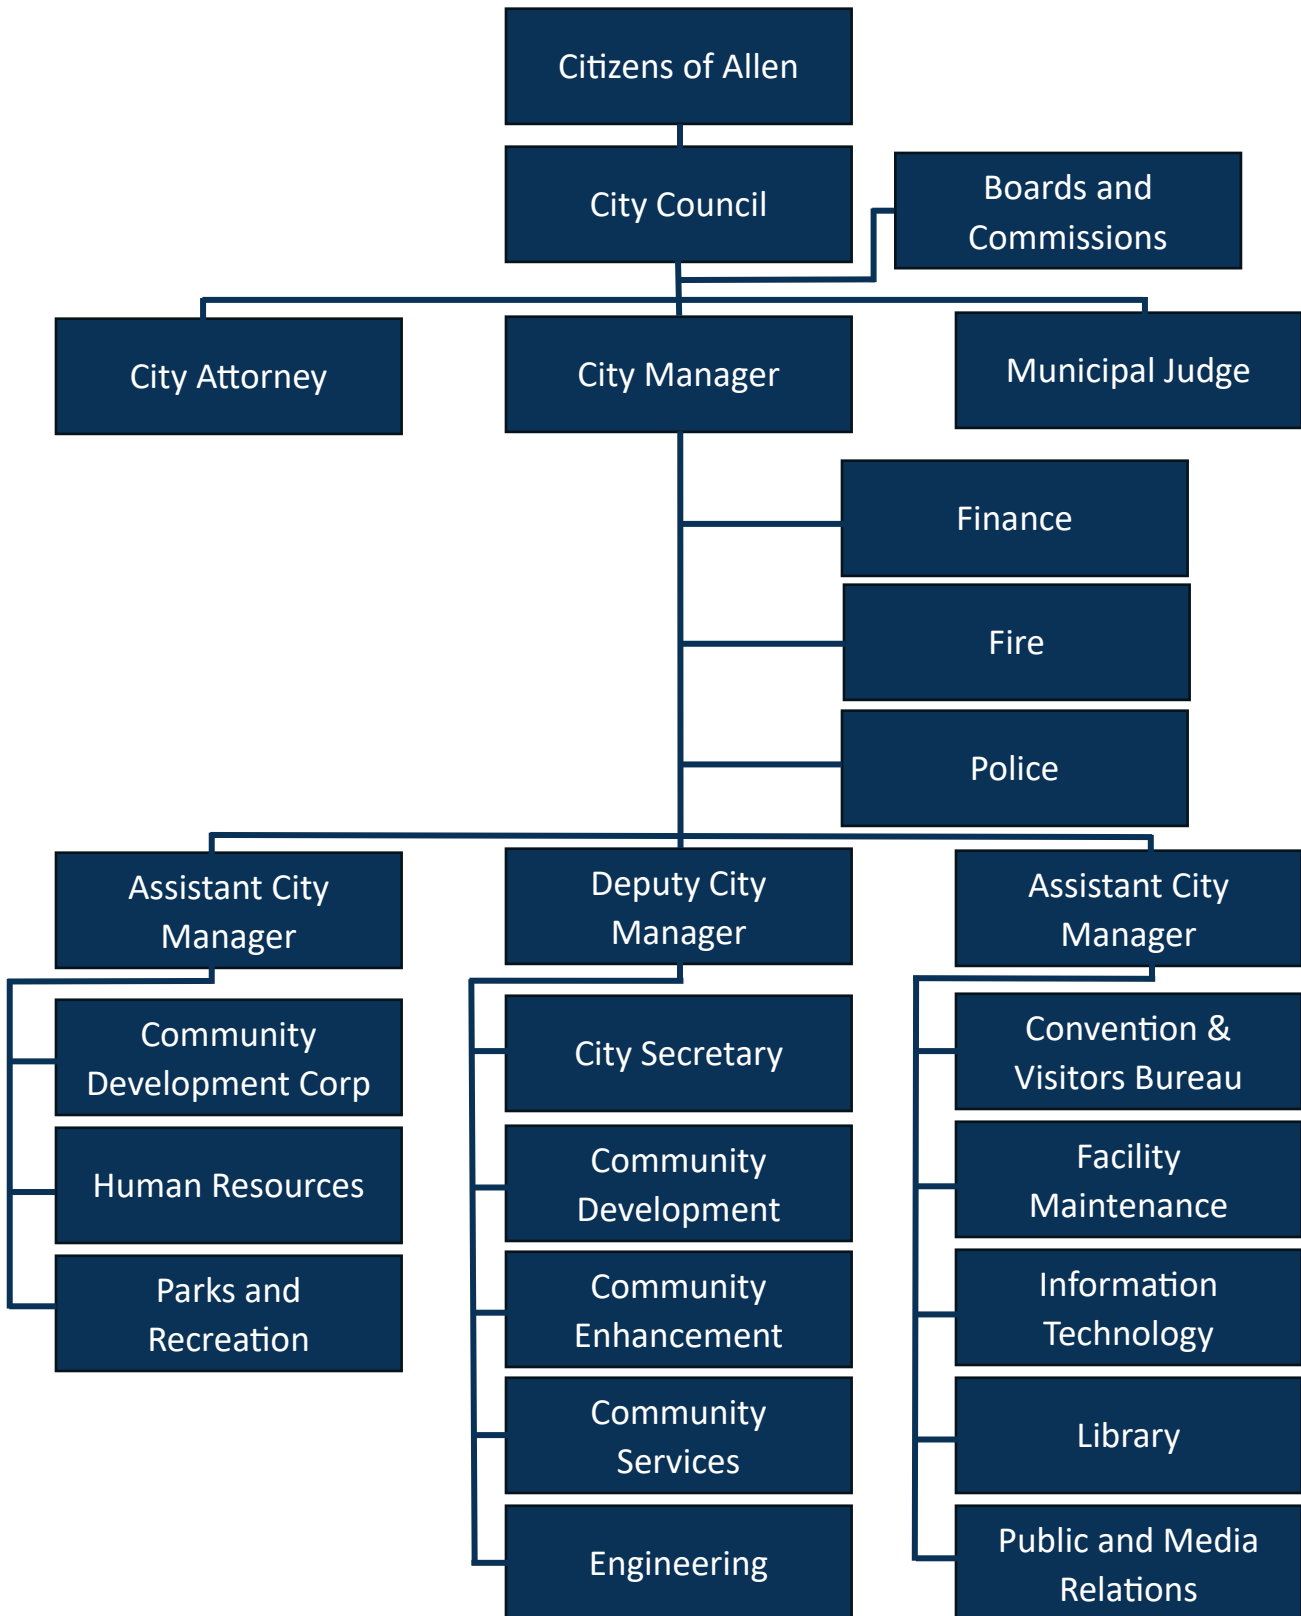 Citizens of Allen
City Council
Boards and
Commissions
City Attorney
City Manager
Municipal Judge
Finance
Fire
Police
Assistant City
Manager
Deputy City
Manager
Assistant City
Manager
Community
Development Corp
Human Resources
Parks and
Recreation
City Secretary
Community
Development
Community
Enhancement
Community
Services
Engineering
Convention &
Visitors Bureau
Facility
Maintenance
Information
Technology
Library
Public and Media
Relations